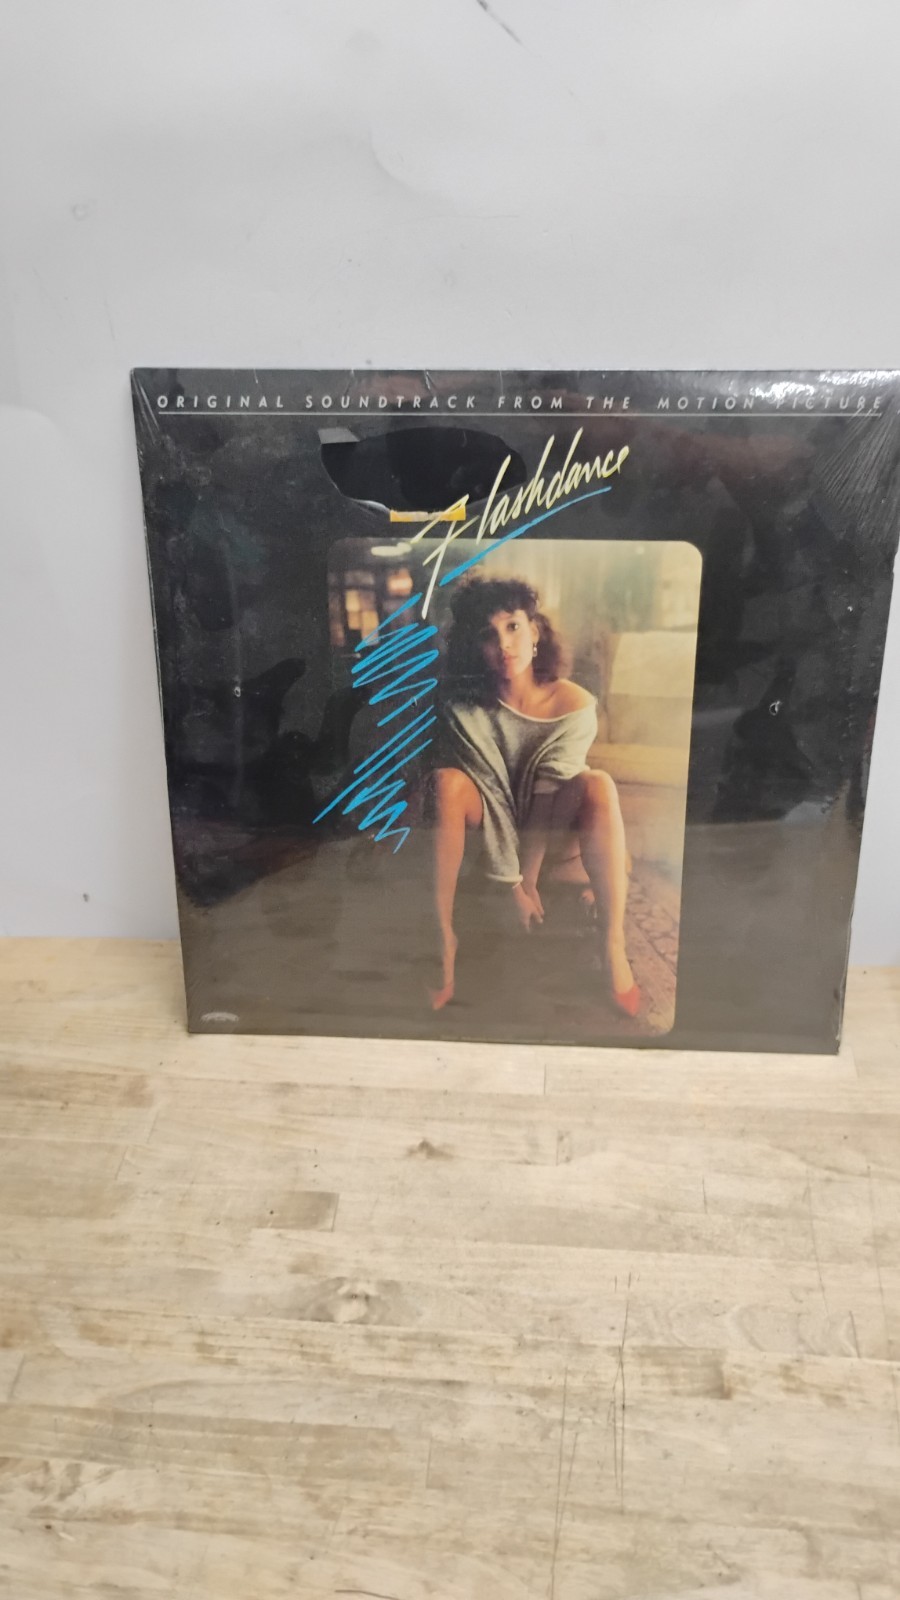 ORIGINAL SOUNDTRACK FROM THE MOTION PICTURE
Flashdance